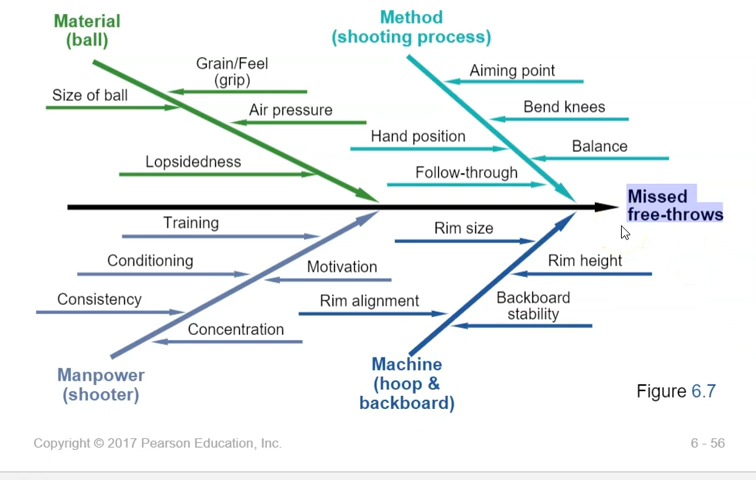 Material
(ball)
Method
(shooting process)
Grain/Feel
(grip)
Size of ball
Air pressure
Lopsidedness
Aiming point
Bend knees
Hand position
Balance
Follow-through
Missed
free-throws
Training
Conditioning
Motivation
Consistency
Concentration
Rim size
Rim height
Rim alignment
Backboard
stability
Manpower
(shooter)
Machine
(hoop &
backboard)
Figure 6.7
Copyright © 2017 Pearson Education, Inc.
6 - 56